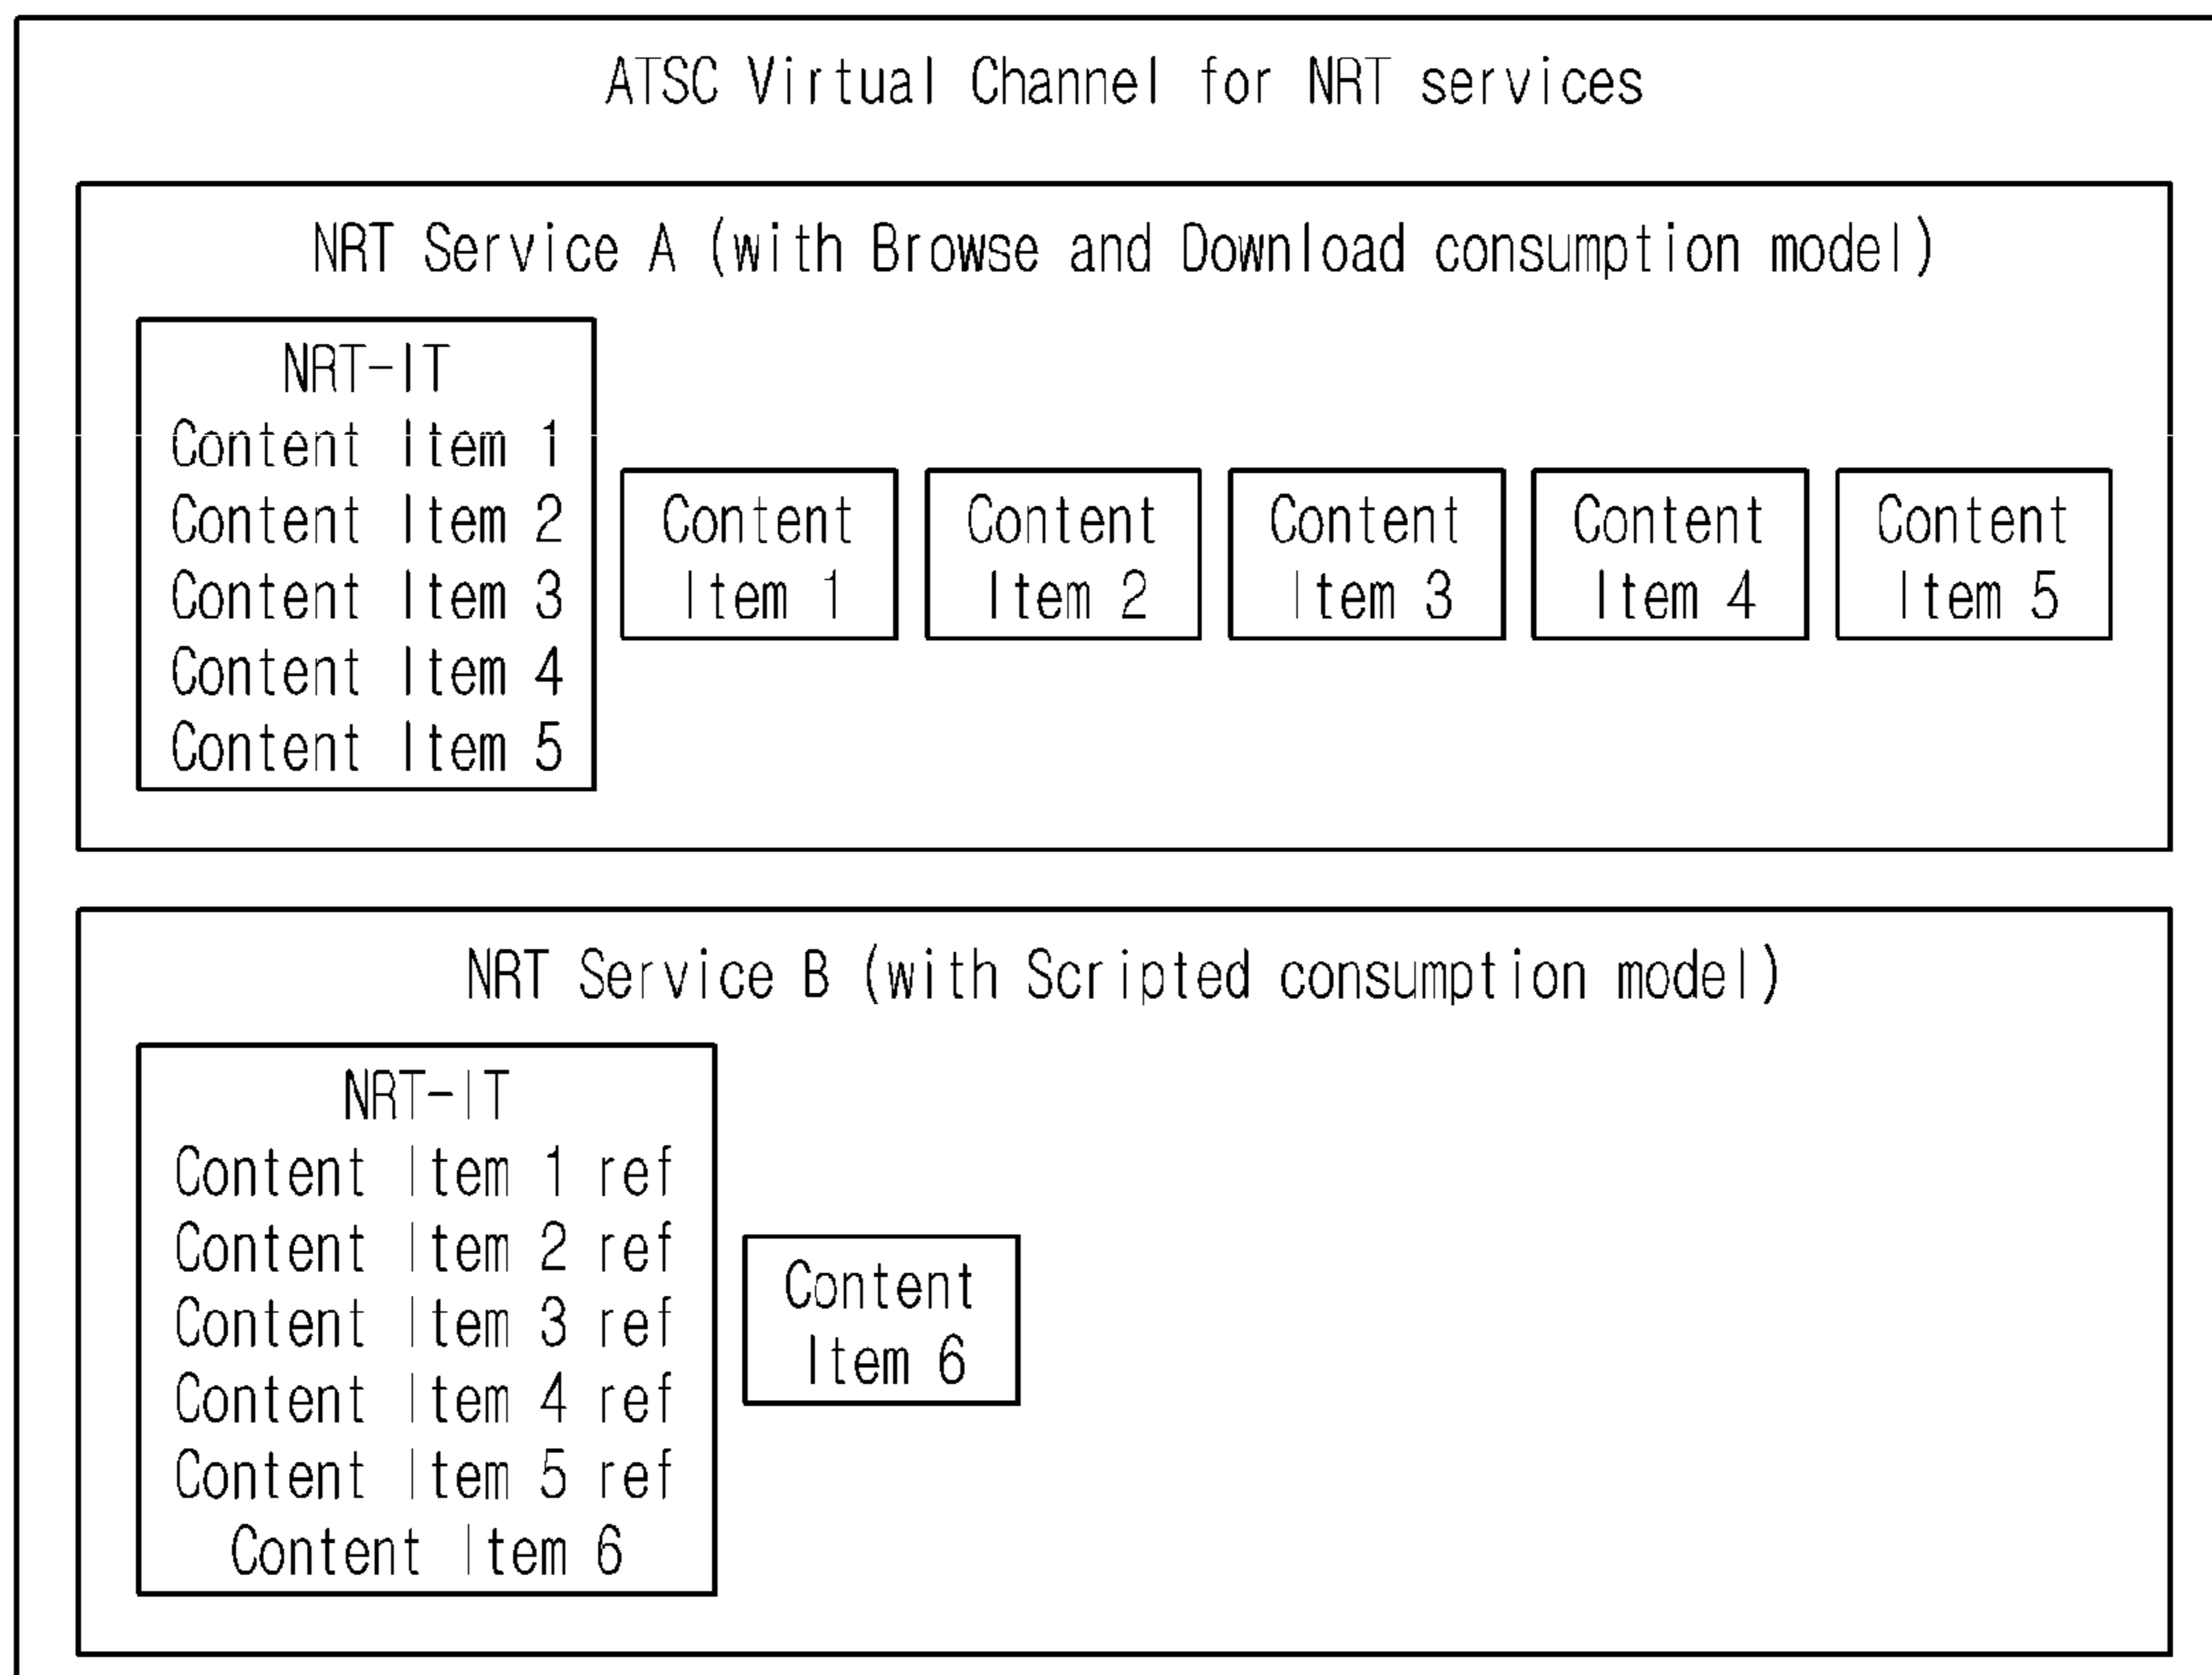 ATSC Virtual Channel for NRT services
NRT Service A (with Browse and Download consumption model)
NRT-IT
Content Item 1
Content Item 2
Content Item 3
Content Item 4
Content Item 5
Content
Item 1
Content
Item 2
Content
Item 3
Content
Item 4
Content
Item 5
NRT Service B (with Scripted consumption model)
NRT-IT
Content Item 1 ref
Content Item 2 ref
Content Item 3 ref
Content Item 4 ref
Content Item 5 ref
Content Item 6
Content
Item 6